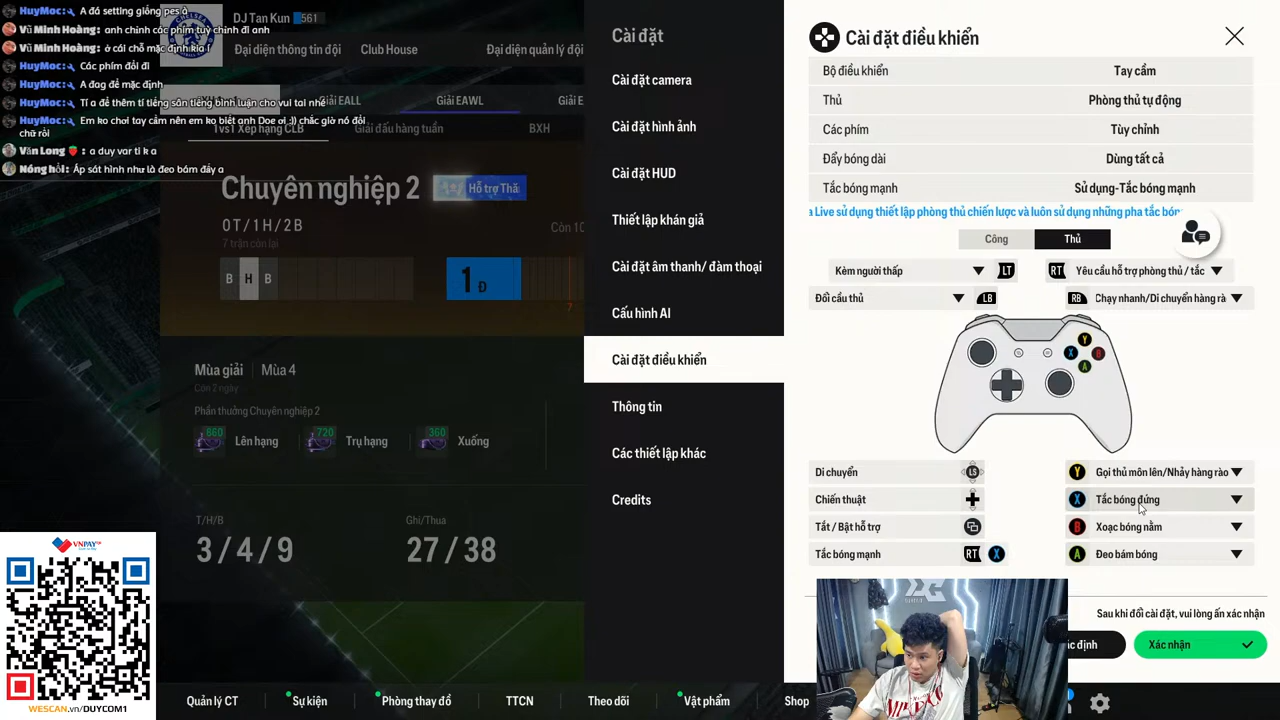 HuyMoc: A đá setting giống pes à
Vũ Minh Hoàng: anh chỉnh các phím tuỳ chỉnh đi anh
Vũ Minh Hoàng: ở cái chỗ mặc định kia í
HuyMoc: Các phím đổi đi
HuyMoc: A đag để mặc định
HuyMoc: Tí a để thêm tí tiếng sân tiếng bình luận cho vui tai nhé
HuyMoc: Em ko chơi tay cầm nên em ko biết anh Doe ơi :)) chắc giờ nó đổi
chữ rồi
Văn Long: a duy var ti k a
Nóng hổi: Áp sát hình như là đeo bám đấy a
DJ Tan Kun 561
Đại diện thông tin đội
Club House
Đại diện quản lý đội
Giải EALL
Giải EAWL
Giải E
1vs1 Xếp hạng CLB
Giải đấu hàng tuần
BXH
Chuyên nghiệp 2
Hỗ trợ Thă
0T/1H/2B
7 trận còn lại
Còn 10
B H B
1 Đ
7
Mùa giải Mùa 4
Còn 2 ngày
Phần thưởng Chuyên nghiệp 2
860 Lên hạng
720 Trụ hạng
360 Xuống
T/H/B
3/4/9
Ghi/Thua
27/38
VNPAY
WESCAN.VN/DUYCOM1
Quản lý CT
Sự kiện
Phòng thay đồ
TTCN
Theo dõi
Vật phẩm
Shop
Cài đặt
Cài đặt camera
Cài đặt hình ảnh
Cài đặt HUD
Thiết lập khán giả
Cài đặt âm thanh/ đàm thoại
Cấu hình AI
Cài đặt điều khiển
Thông tin
Các thiết lập khác
Credits
Cài đặt điều khiển
Bộ điều khiển Tay cầm
Thủ Phòng thủ tự động
Các phím Tùy chỉnh
Đẩy bóng dài Dùng tất cả
Tắc bóng mạnh Sử dụng-Tắc bóng mạnh
a Live sử dụng thiết lập phòng thủ chiến lược và luôn sử dụng những pha tắc bón
Công Thủ
Kèm người thấp LT
RT Yêu cầu hỗ trợ phòng thủ / tắc
Đổi cầu thủ LB
RB Chạy nhanh/Di chuyển hàng rà
Y
X B
A
Di chuyển LS
Y Gọi thủ môn lên/Nhảy hàng rào
Chiến thuật
X Tắc bóng đứng
Tắt / Bật hỗ trợ
B Xoạc bóng nằm
Tắc bóng mạnh RT X
A Đeo bám bóng
Sau khi đổi cài đặt, vui lòng ấn xác nhận
c định
Xác nhận